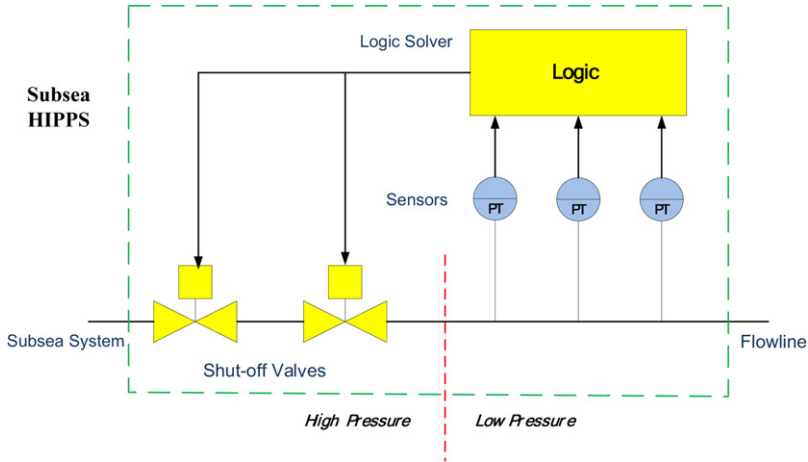 Logic Solver
Logic
Subsea
HIPPS
Sensors
PT
PT
PT
Subsea System
Flowline
Shut-off Valves
High Pressure
Low Pressure